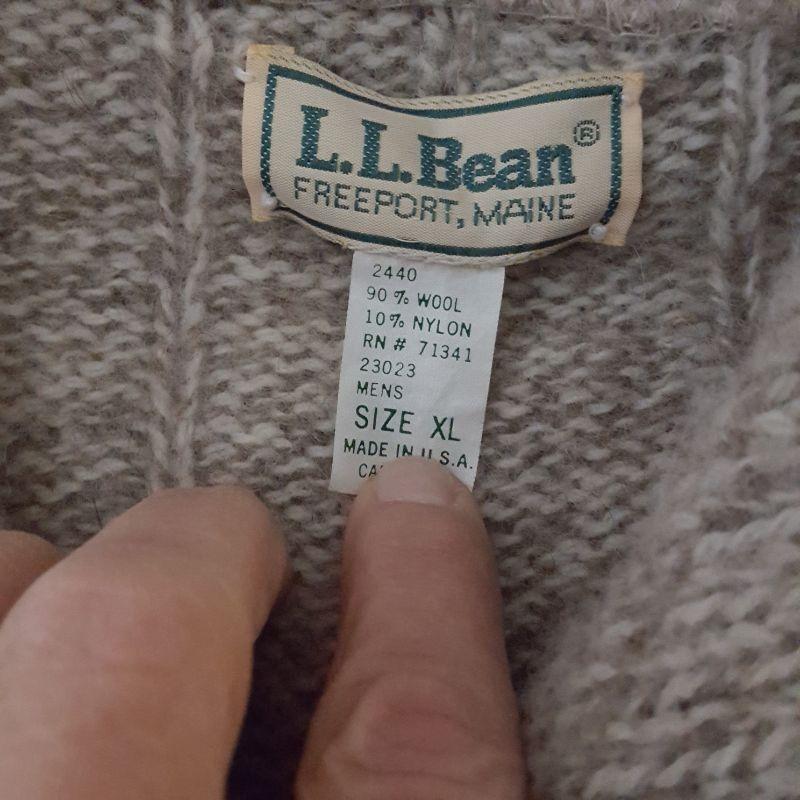 L.L.Bean®
FREEPORT, MAINE
2440
90% WOOL
10% NYLON
RN # 71341
23023
MENS
SIZE XL
MADE IN U.S.A.